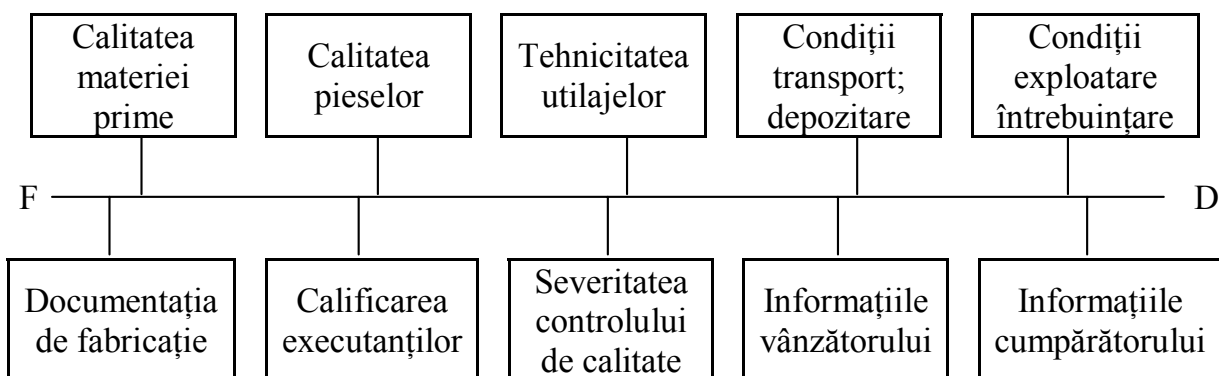 Calitatea
materiei
prime
Calitatea
pieselor
Tehnicitatea
utilajelor
Condiții
transport;
depozitare
Condiții
exploatare
întrebuințare
F
D
Documentația
de fabricație
Calificarea
executanților
Severitatea
controlului
de calitate
Informațiile
vânzătorului
Informațiile
cumpărătorului